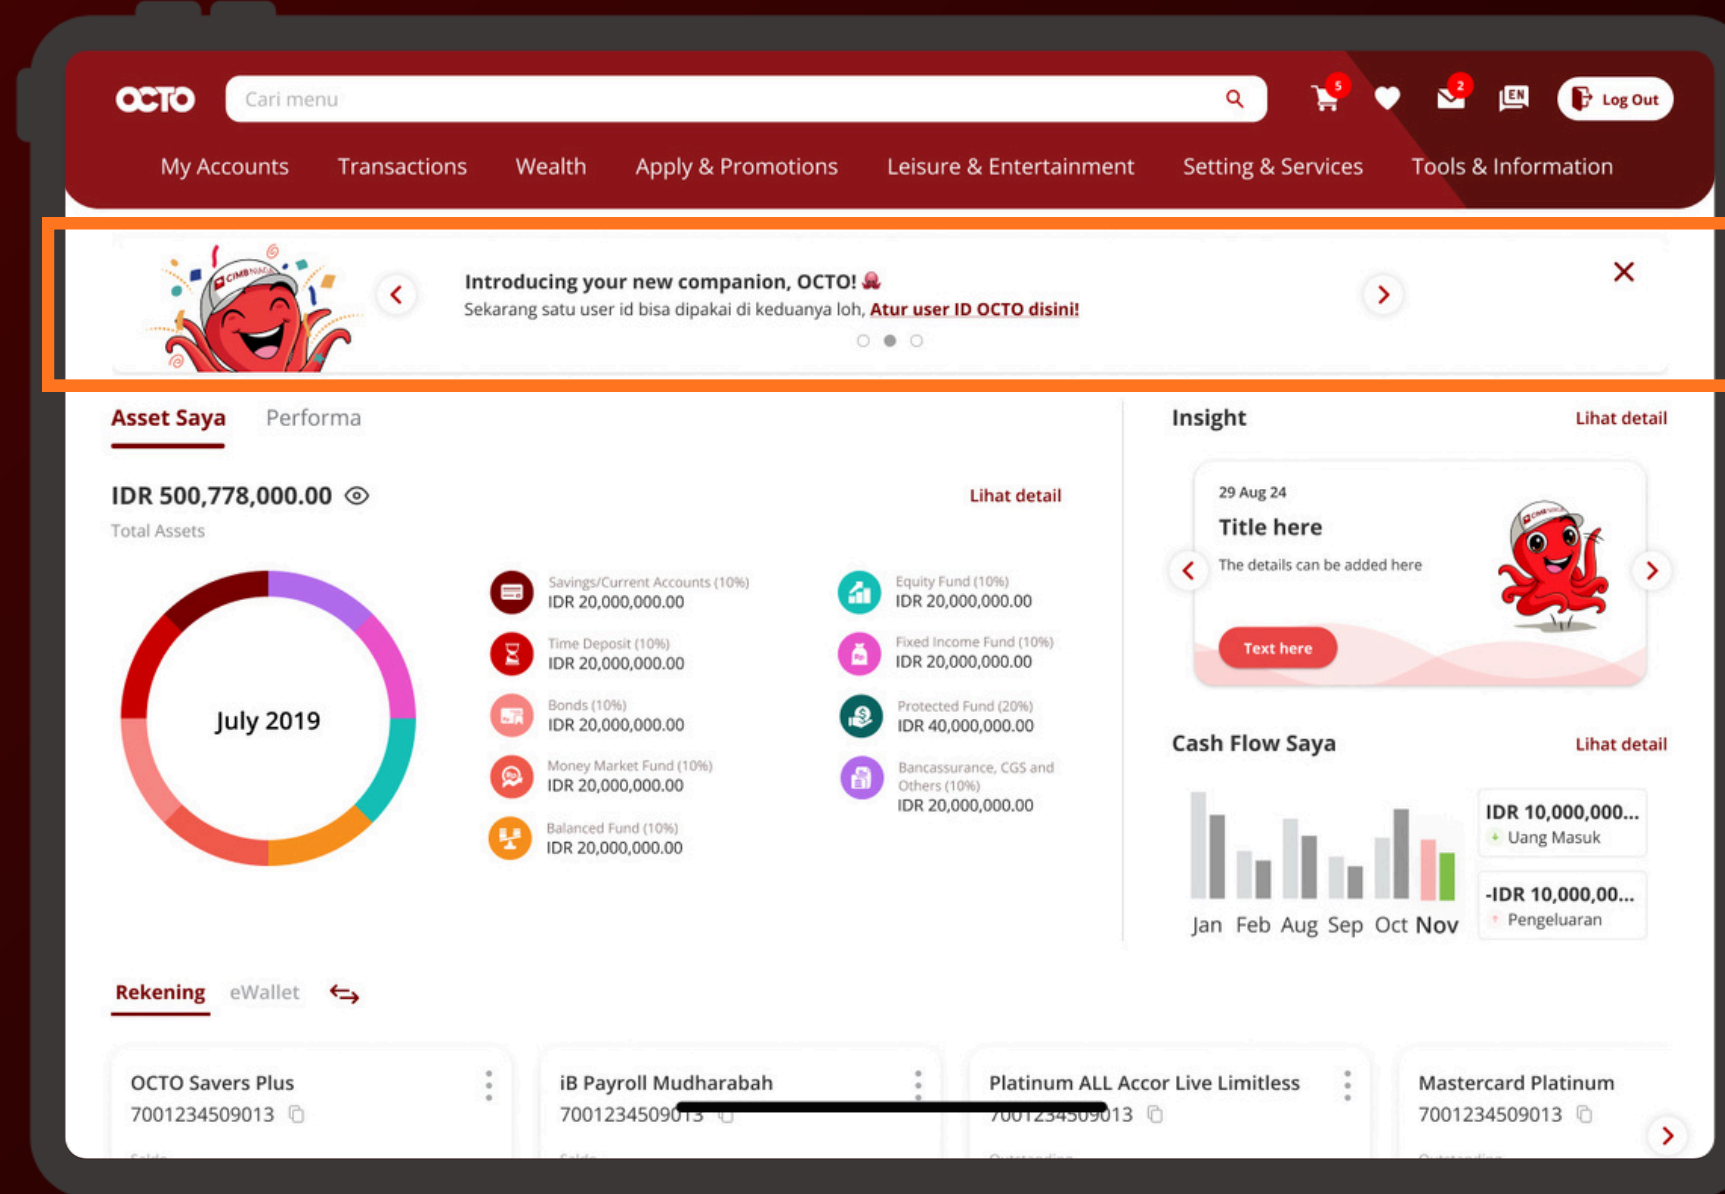 OCTO
Cari menu
5
2
EN
Log Out
My Accounts Transactions Wealth Apply & Promotions Leisure & Entertainment Setting & Services Tools & Information
CIMB NIAGA
Introducing your new companion, OCTO!
Sekarang satu user id bisa dipakai di keduanya loh, Atur user ID OCTO disini!
Asset Saya Performa
IDR 500,778,000.00
Lihat detail
Total Assets
July 2019
Savings/Current Accounts (10%)
IDR 20,000,000.00
Time Deposit (10%)
IDR 20,000,000.00
Bonds (10%)
IDR 20,000,000.00
Money Market Fund (10%)
IDR 20,000,000.00
Balanced Fund (10%)
IDR 20,000,000.00
Equity Fund (10%)
IDR 20,000,000.00
Fixed Income Fund (10%)
IDR 20,000,000.00
Protected Fund (20%)
IDR 40,000,000.00
Bancassurance, CGS and
Others (10%)
IDR 20,000,000.00
Insight
Lihat detail
29 Aug 24
Title here
The details can be added here
Text here
Cash Flow Saya
Lihat detail
Jan Feb Aug Sep Oct Nov
IDR 10,000,000...
Uang Masuk
-IDR 10,000,00...
Pengeluaran
Rekening eWallet
OCTO Savers Plus
7001234509013
iB Payroll Mudharabah
7001234509013
Platinum ALL Accor Live Limitless
7001234509013
Mastercard Platinum
7001234509013